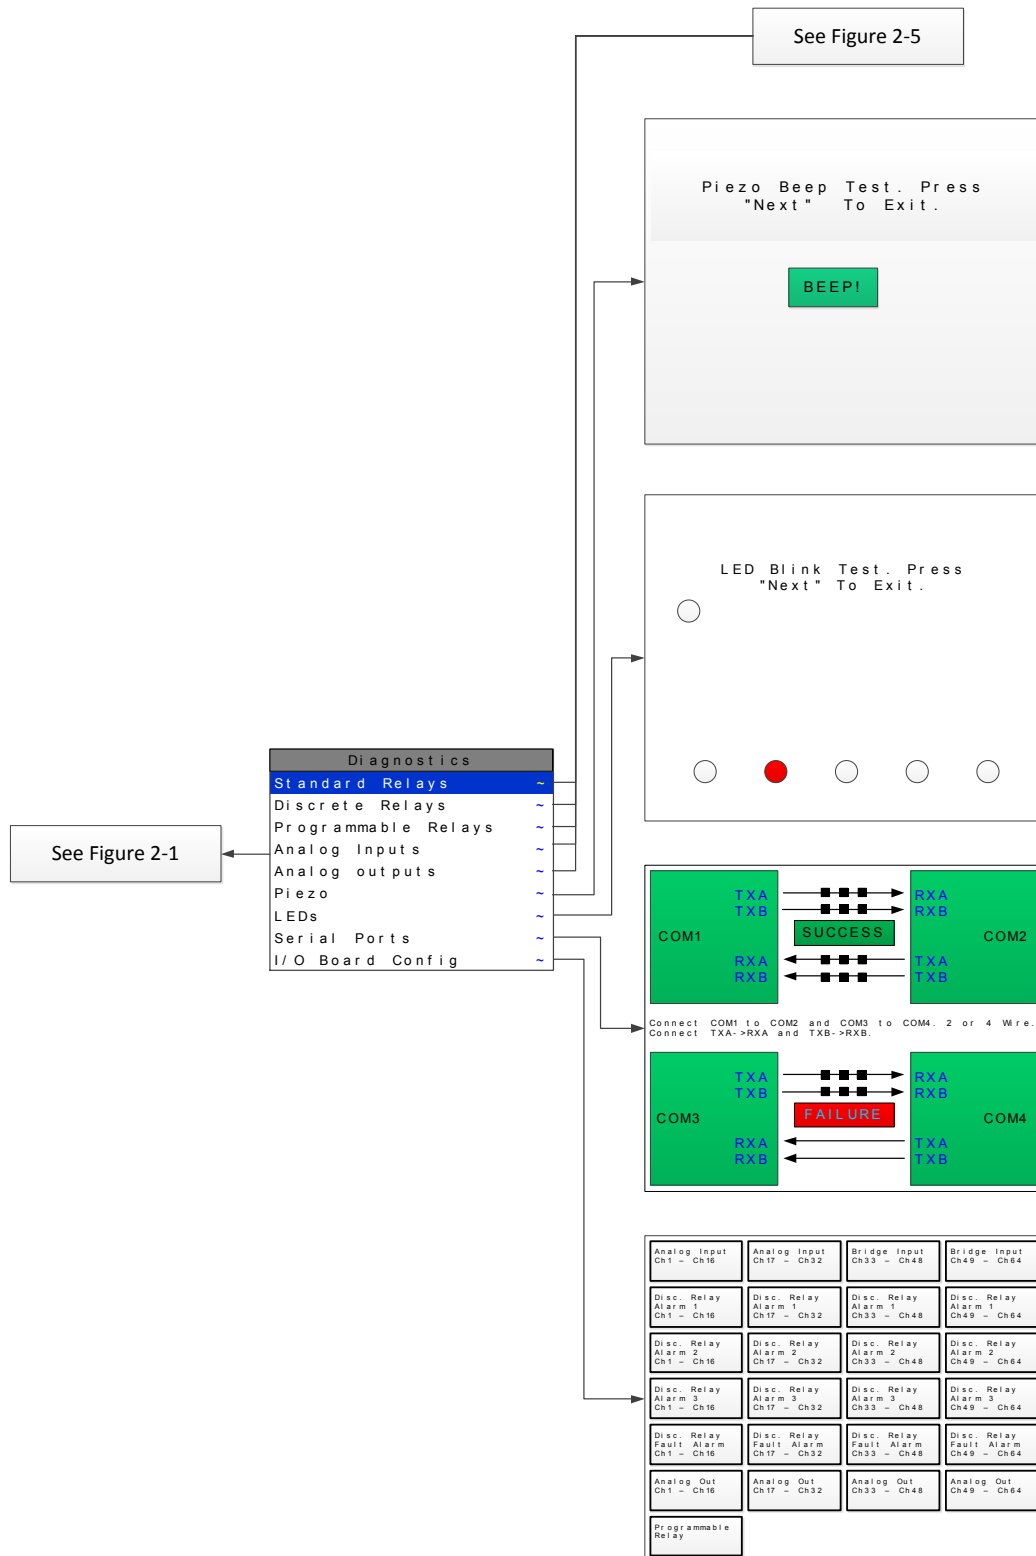 See Figure 2-5
Piezo Beep Test. Press
"Next" To Exit.
BEEP!
LED Blink Test. Press
"Next" To Exit.
Diagnostics
Standard Relays ~
Discrete Relays ~
Programmable Relays ~
Analog Inputs ~
Analog outputs ~
Piezo ~
LEDs ~
Serial Ports ~
I/O Board Config ~
See Figure 2-1
TXA RXA
TXB RXB
COM1 SUCCESS COM2
RXA TXA
RXB TXB
Connect COM1 to COM2 and COM3 to COM4. 2 or 4 Wire.
Connect TXA->RXA and TXB->RXB.
TXA RXA
TXB RXB
COM3 FAILURE COM4
RXA TXA
RXB TXB
Analog Input Analog Input Bridge Input Bridge Input
Ch1 – Ch16 Ch17 – Ch32 Ch33 – Ch48 Ch49 – Ch64
Disc. Relay Disc. Relay Disc. Relay Disc. Relay
Alarm 1 Alarm 1 Alarm 1 Alarm 1
Ch1 – Ch16 Ch17 – Ch32 Ch33 – Ch48 Ch49 – Ch64
Disc. Relay Disc. Relay Disc. Relay Disc. Relay
Alarm 2 Alarm 2 Alarm 2 Alarm 2
Ch1 – Ch16 Ch17 – Ch32 Ch33 – Ch48 Ch49 – Ch64
Disc. Relay Disc. Relay Disc. Relay Disc. Relay
Alarm 3 Alarm 3 Alarm 3 Alarm 3
Ch1 – Ch16 Ch17 – Ch32 Ch33 – Ch48 Ch49 – Ch64
Disc. Relay Disc. Relay Disc. Relay Disc. Relay
Fault Alarm Fault Alarm Fault Alarm Fault Alarm
Ch1 – Ch16 Ch17 – Ch32 Ch33 – Ch48 Ch49 – Ch64
Analog Out Analog Out Analog Out Analog Out
Ch1 – Ch16 Ch17 – Ch32 Ch33 – Ch48 Ch49 – Ch64
Programmable
Relay